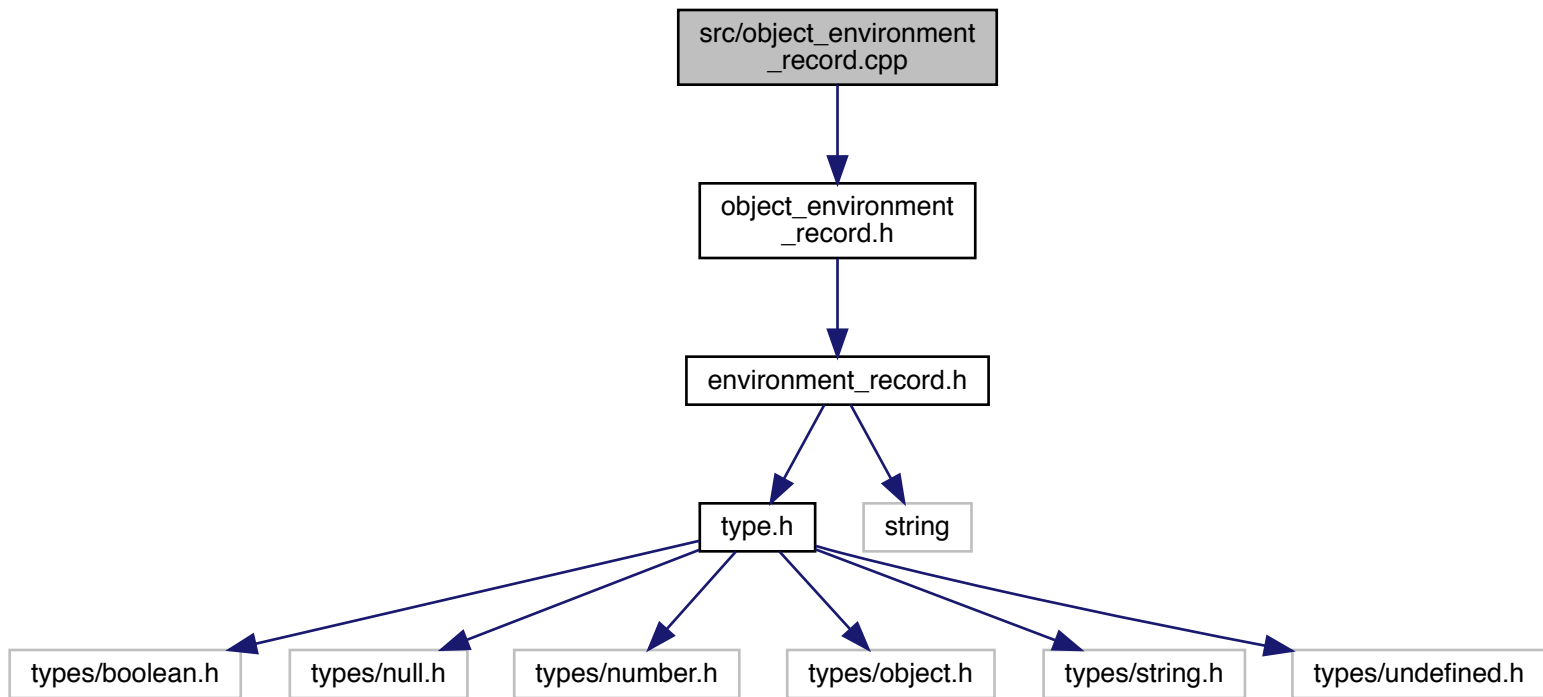 src/object_environment
_record.cpp
object_environment
_record.h
environment_record.h
type.h
string
types/boolean.h
types/null.h
types/number.h
types/object.h
types/string.h
types/undefined.h